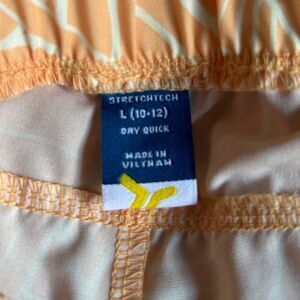 STRETCHTECH
L (10-12)
DRY QUICK
MADE IN
VIETNAM